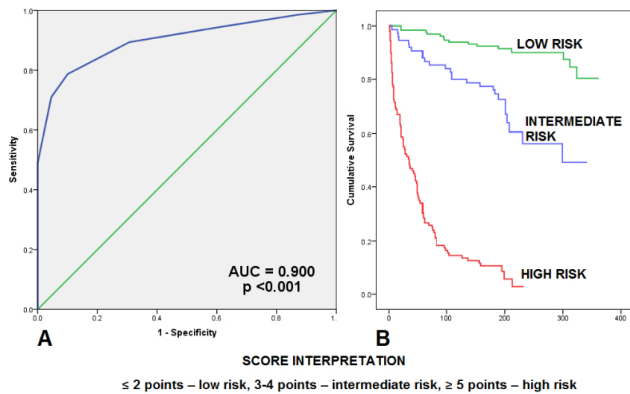 1.0
0.8
0.6
0.4
0.2
0.0
Sensitivity
0.0 0.2 0.4 0.6 0.8 1.
1 - Specificity
AUC = 0.900
p <0.001
A
1.0
0.8
0.6
0.4
0.2
0.0
Cumulative Survival
0 100 200 300 400
LOW RISK
INTERMEDIATE
RISK
HIGH RISK
B
SCORE INTERPRETATION
≤ 2 points – low risk, 3-4 points – intermediate risk, ≥ 5 points – high risk